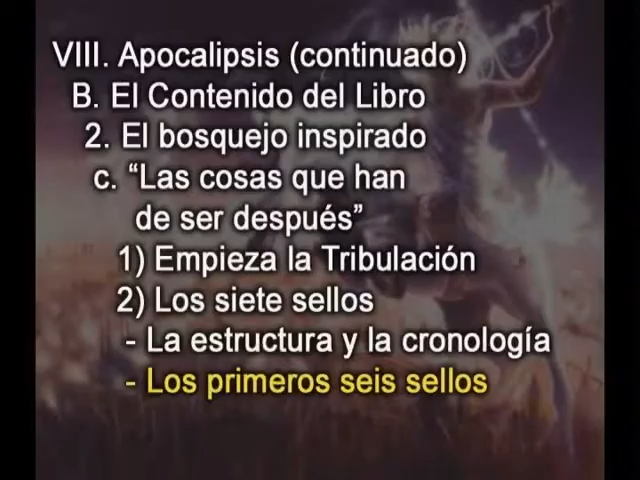 VIII. Apocalipsis (continuado)
B. El Contenido del Libro
2. El bosquejo inspirado
c. “Las cosas que han
de ser después”
1) Empieza la Tribulación
2) Los siete sellos
- La estructura y la cronología
- Los primeros seis sellos